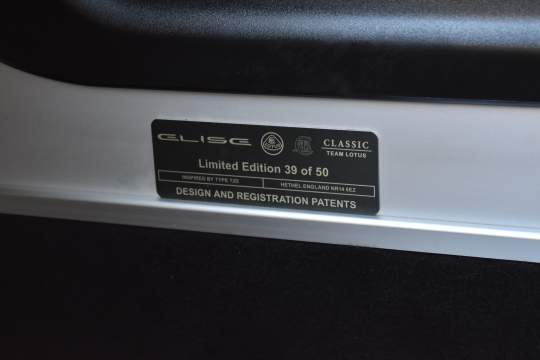 ELISE CLASSIC
TEAM LOTUS
Limited Edition 39 of 50
INSPIRED BY TYPE 72D HETHEL ENGLAND NR14 8EZ
DESIGN AND REGISTRATION PATENTS